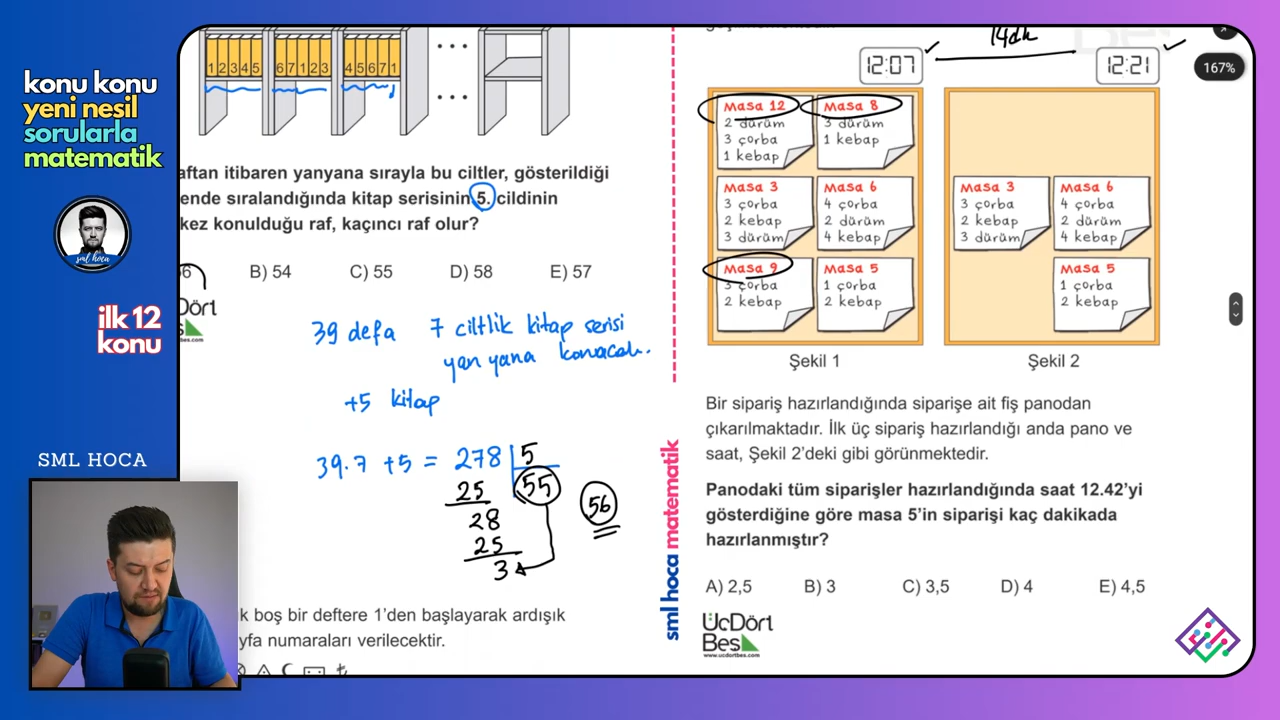 konu konu
yeni nesil
sorularla
matematik
sml hoca
ilk 12
konu
SML HOCA
1 2 3 4 5 6 7 1 2 3 4 5 6 7 1
aftan itibaren yanyana sırayla bu ciltler, gösterildiği
ende sıralandığında kitap serisinin 5. cildinin
kez konulduğu raf, kaçıncı raf olur?
56 B) 54 C) 55 D) 58 E) 57
Dört
39 defa 7 ciltlik kitap serisi
yan yana konacak.
+5 kitap
39.7 +5 = 278 5
25 55
28 56
25
3
k boş bir deftere 1'den başlayarak ardışık
yfa numaraları verilecektir.
sml hoca matematik
14dk
12:07 12:21
167%
Masa 12
2 dürüm
3 çorba
1 kebap
Masa 8
3 dürüm
1 kebap
Masa 3
3 çorba
2 kebap
3 dürüm
Masa 6
4 çorba
2 dürüm
4 kebap
Masa 9
3 çorba
2 kebap
Masa 5
1 çorba
2 kebap
Masa 3
3 çorba
2 kebap
3 dürüm
Masa 6
4 çorba
2 dürüm
4 kebap
Masa 5
1 çorba
2 kebap
Şekil 1 Şekil 2
Bir sipariş hazırlandığında siparişe ait fiş panodan
çıkarılmaktadır. İlk üç sipariş hazırlandığı anda pano ve
saat, Şekil 2'deki gibi görünmektedir.
Panodaki tüm siparişler hazırlandığında saat 12.42'yi
gösterdiğine göre masa 5'in siparişi kaç dakikada
hazırlanmıştır?
A) 2,5 B) 3 C) 3,5 D) 4 E) 4,5
ÜçDört
Beş
www.ucdortbes.com